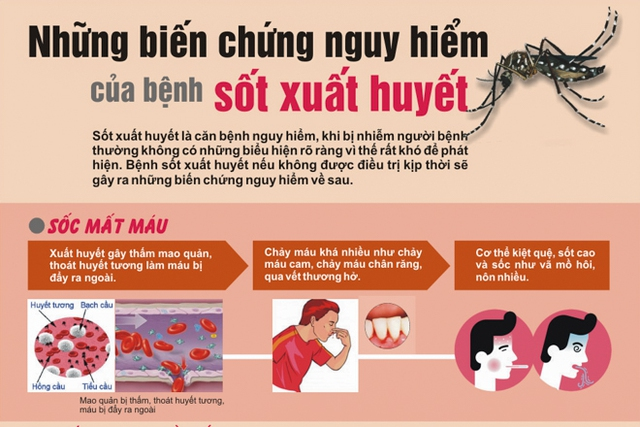 Những biến chứng nguy hiểm
của bệnh sốt xuất huyết
Sốt xuất huyết là căn bệnh nguy hiểm, khi bị nhiễm người bệnh
thường không có những biểu hiện rõ ràng vì thế rất khó để phát
hiện. Bệnh sốt xuất huyết nếu không được điều trị kịp thời sẽ
gây ra những biến chứng nguy hiểm về sau.
SỐC MẤT MÁU
Xuất huyết gây thấm mao quản,
thoát huyết tương làm máu bị
đẩy ra ngoài.
Chảy máu khá nhiều như chảy
máu cam, chảy máu chân răng,
qua vết thương hở.
Cơ thể kiệt quệ, sốt cao
và sốc như vã mồ hôi,
nôn nhiều.
Huyết tương
Bạch cầu
Hồng cầu
Tiểu cầu
Mao quản bị thấm, thoát huyết tương,
máu bị đẩy ra ngoài